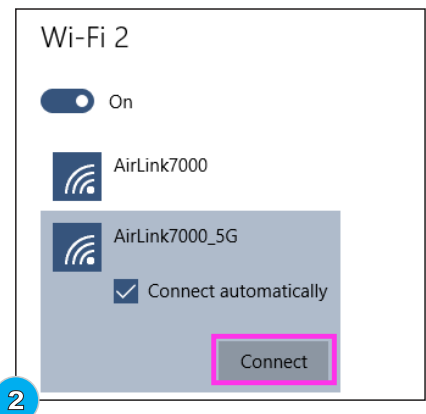 Wi-Fi 2
On
AirLink7000
AirLink7000_5G
Connect automatically
Connect
2